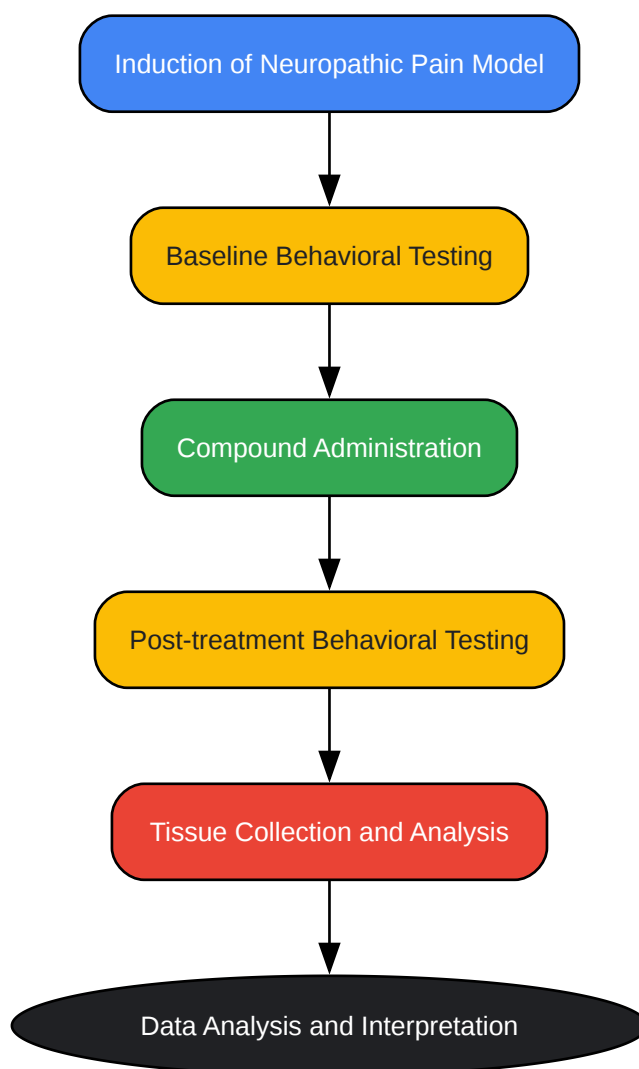 Induction of Neuropathic Pain Model
Baseline Behavioral Testing
Compound Administration
Post-treatment Behavioral Testing
Tissue Collection and Analysis
Data Analysis and Interpretation